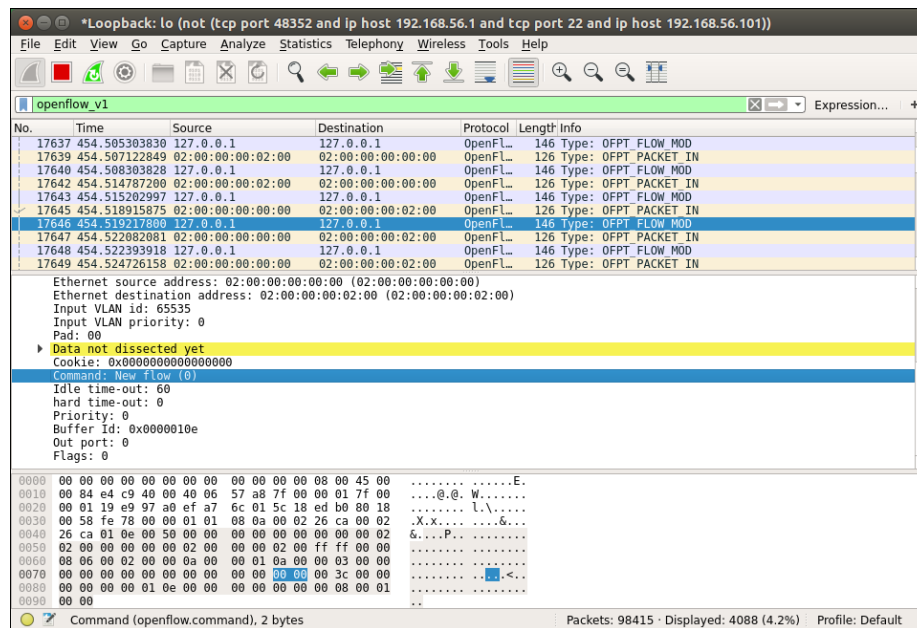 *Loopback: lo (not (tcp port 48352 and ip host 192.168.56.1 and tcp port 22 and ip host 192.168.56.101))
File Edit View Go Capture Analyze Statistics Telephony Wireless Tools Help
openflow_v1 Expression... +
No. Time Source Destination Protocol Length Info
17637 454.505303830 127.0.0.1 127.0.0.1 OpenFl… 146 Type: OFPT_FLOW_MOD
17639 454.507122849 02:00:00:00:02:00 02:00:00:00:00:00 OpenFl… 126 Type: OFPT_PACKET_IN
17640 454.508303828 127.0.0.1 127.0.0.1 OpenFl… 146 Type: OFPT_FLOW_MOD
17642 454.514787200 02:00:00:00:02:00 02:00:00:00:00:00 OpenFl… 126 Type: OFPT_PACKET_IN
17643 454.515202997 127.0.0.1 127.0.0.1 OpenFl… 146 Type: OFPT_FLOW_MOD
17645 454.518915875 02:00:00:00:00:00 02:00:00:00:02:00 OpenFl… 126 Type: OFPT_PACKET_IN
17646 454.519217800 127.0.0.1 127.0.0.1 OpenFl… 146 Type: OFPT_FLOW_MOD
17647 454.522082081 02:00:00:00:00:00 02:00:00:00:02:00 OpenFl… 126 Type: OFPT_PACKET_IN
17648 454.522393918 127.0.0.1 127.0.0.1 OpenFl… 146 Type: OFPT_FLOW_MOD
17649 454.524726158 02:00:00:00:00:00 02:00:00:00:02:00 OpenFl… 126 Type: OFPT_PACKET_IN
Ethernet source address: 02:00:00:00:00:00 (02:00:00:00:00:00)
Ethernet destination address: 02:00:00:00:02:00 (02:00:00:00:02:00)
Input VLAN id: 65535
Input VLAN priority: 0
Pad: 00
Data not dissected yet
Cookie: 0x0000000000000000
Command: New flow (0)
Idle time-out: 60
hard time-out: 0
Priority: 0
Buffer Id: 0x0000010e
Out port: 0
Flags: 0
0000 00 00 00 00 00 00 00 00 00 00 00 00 08 00 45 00 ........ ......E.
0010 00 84 e4 c9 40 00 40 06 57 a8 7f 00 00 01 7f 00 ....@.@. W.......
0020 00 01 19 e9 97 a0 ef a7 6c 01 5c 18 ed b0 80 18 ........ l.\.....
0030 00 58 fe 78 00 00 01 01 08 0a 00 02 26 ca 00 02 .X.x.... ....&...
0040 26 ca 01 0e 00 50 00 00 00 00 00 00 00 00 00 02 &....P.. ........
0050 02 00 00 00 00 00 02 00 00 00 02 00 ff ff 00 00 ........ ........
0060 08 06 00 02 00 00 0a 00 00 01 0a 00 00 03 00 00 ........ ........
0070 00 00 00 00 00 00 00 00 00 00 00 00 00 3c 00 00 ........ .....<..
0080 00 00 00 00 01 0e 00 00 00 00 00 00 00 08 00 01 ........ ........
0090 00 00 ..
Command (openflow.command), 2 bytes Packets: 98415 · Displayed: 4088 (4.2%) Profile: Default